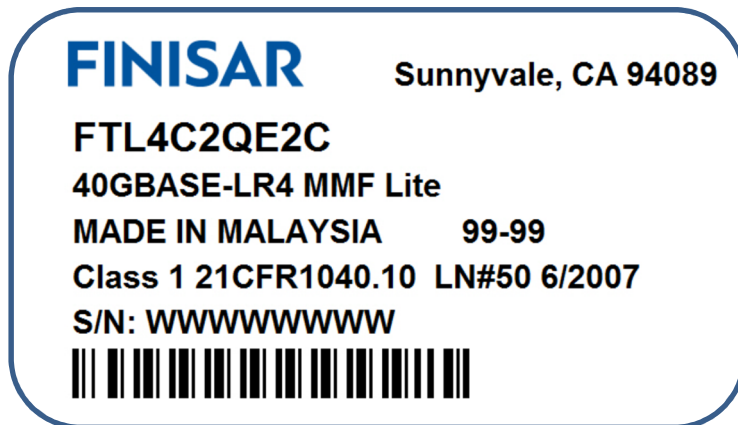 FINISAR Sunnyvale, CA 94089
FTL4C2QE2C
40GBASE-LR4 MMF Lite
MADE IN MALAYSIA 99-99
Class 1 21CFR1040.10 LN#50 6/2007
S/N: WWWWWWWW